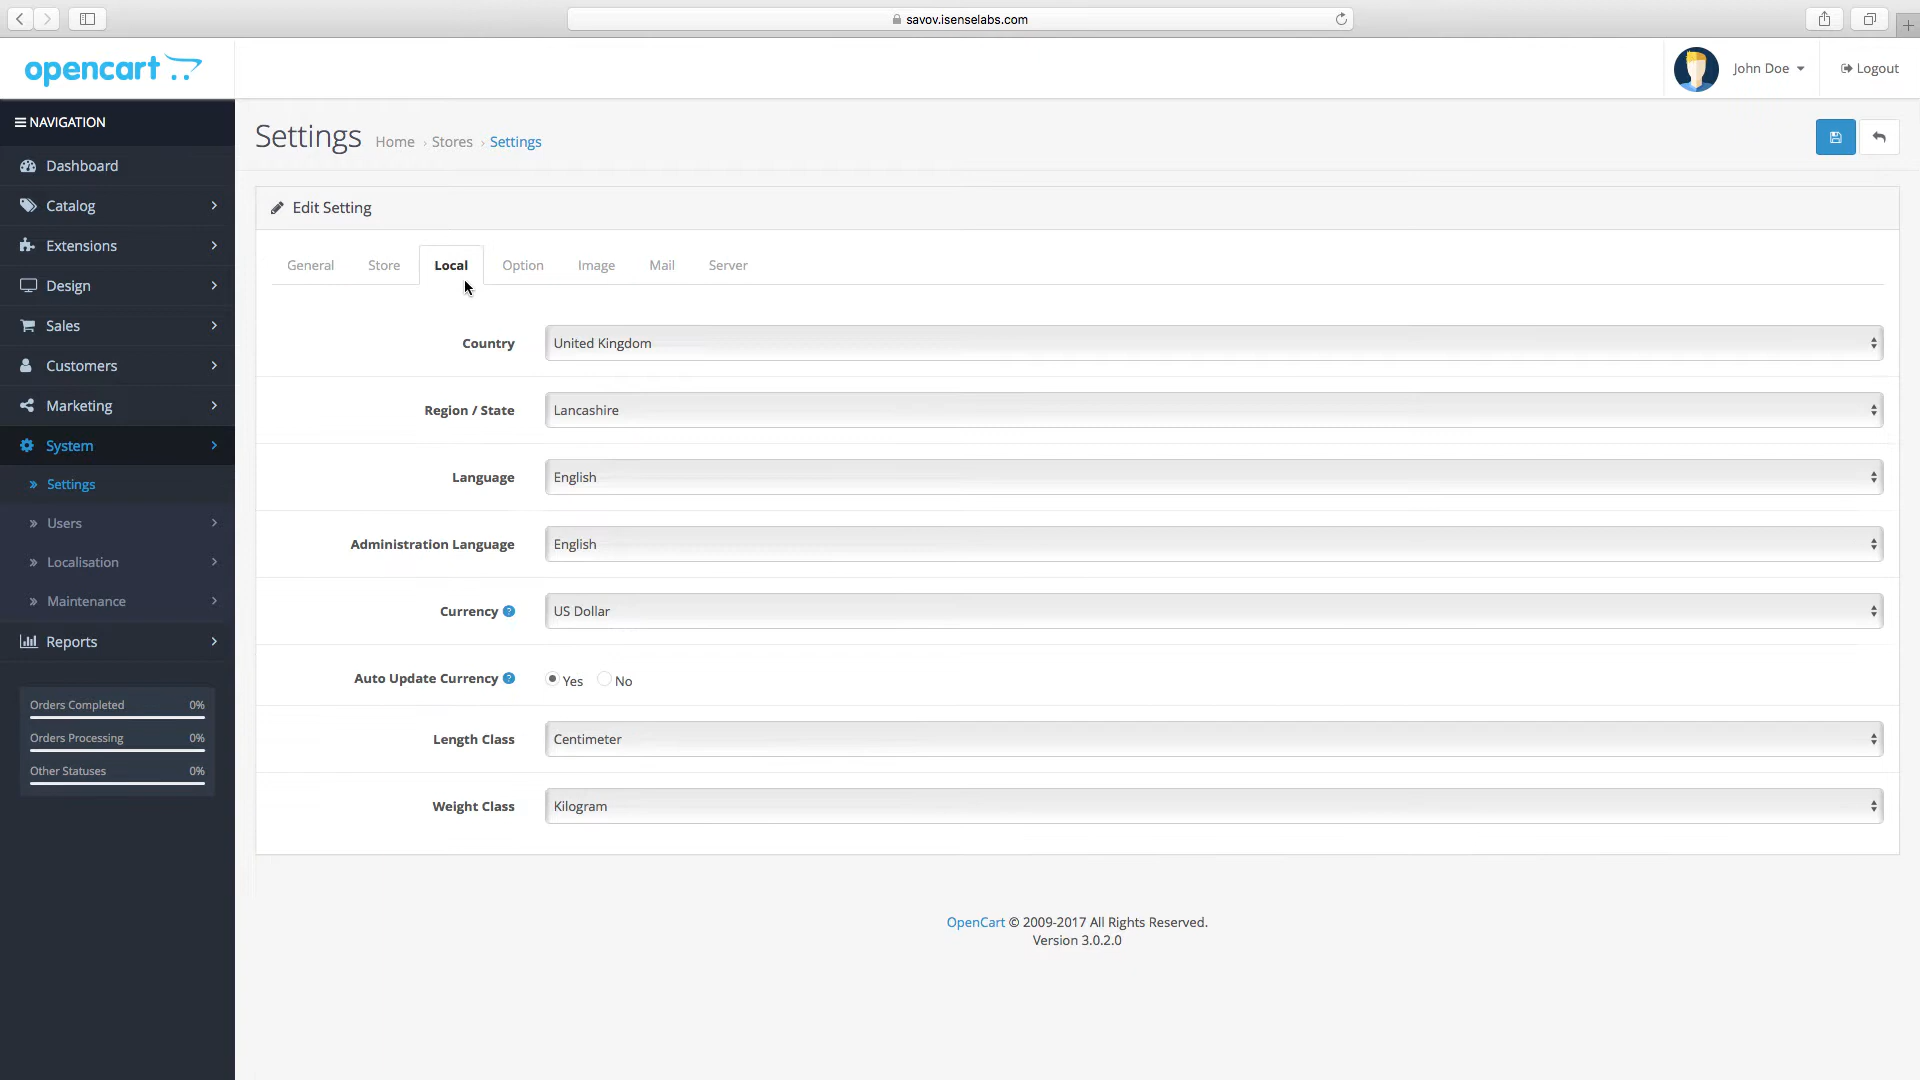 savov.isenselabs.com
opencart
John Doe
Logout
NAVIGATION
Settings
Home › Stores › Settings
Dashboard
Catalog
Extensions
Design
Sales
Customers
Marketing
System
Settings
Users
Localisation
Maintenance
Reports
Orders Completed 0%
Orders Processing 0%
Other Statuses 0%
Edit Setting
General Store Local Option Image Mail Server
Country United Kingdom
Region / State Lancashire
Language English
Administration Language English
Currency ? US Dollar
Auto Update Currency ? Yes No
Length Class Centimeter
Weight Class Kilogram
OpenCart © 2009-2017 All Rights Reserved.
Version 3.0.2.0